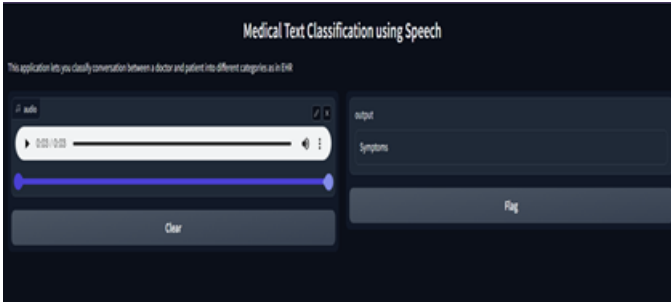 Medical Text Classification using Speech
This application lets you classify conversation between a doctor and patient into different categories as in EHR
audio
0:03 / 0:03
Clear
output
Symptoms
Flag